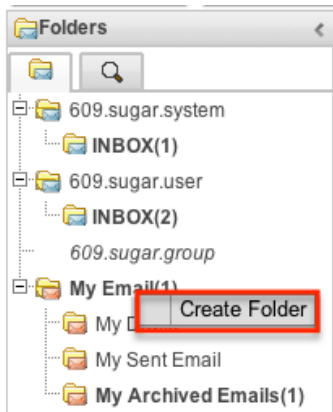 Folders
609.sugar.system
INBOX(1)
609.sugar.user
INBOX(2)
609.sugar.group
My Email(1)
Create Folder
My
My Sent Email
My Archived Emails(1)